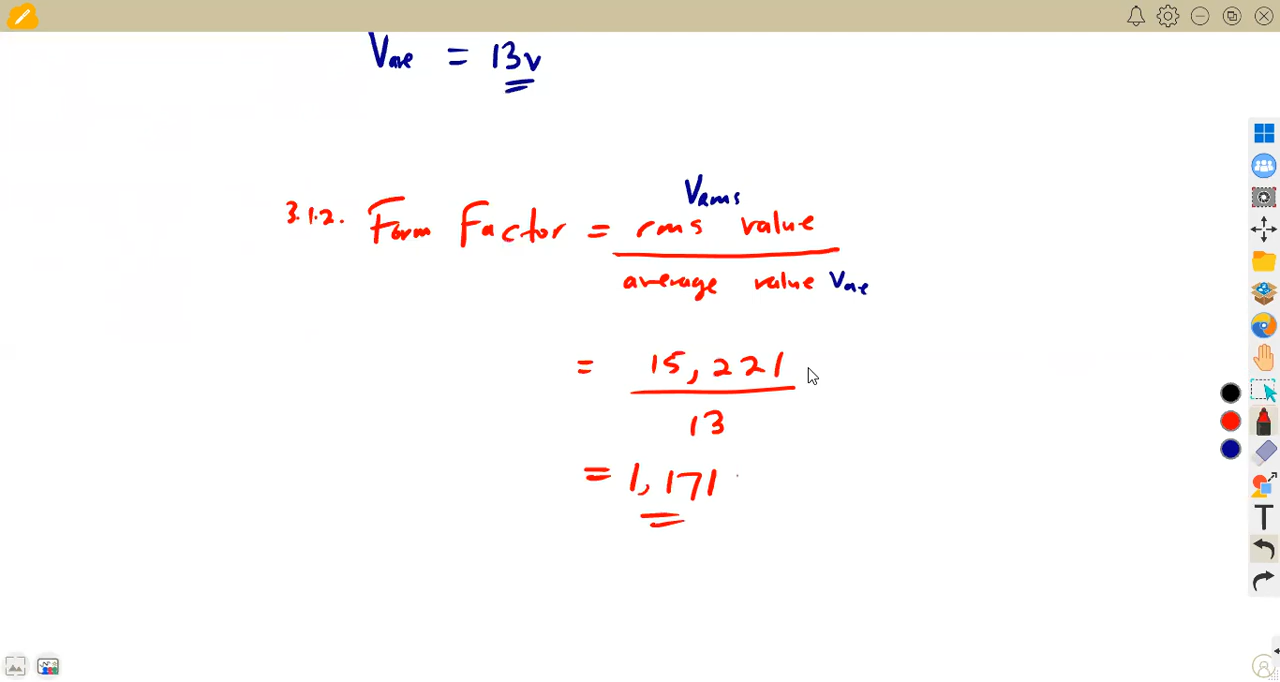 Vave = 13v
Vrms
3.1.2. Form Factor = rms value
average value Vave
= 15,221
13
= 1,171
T